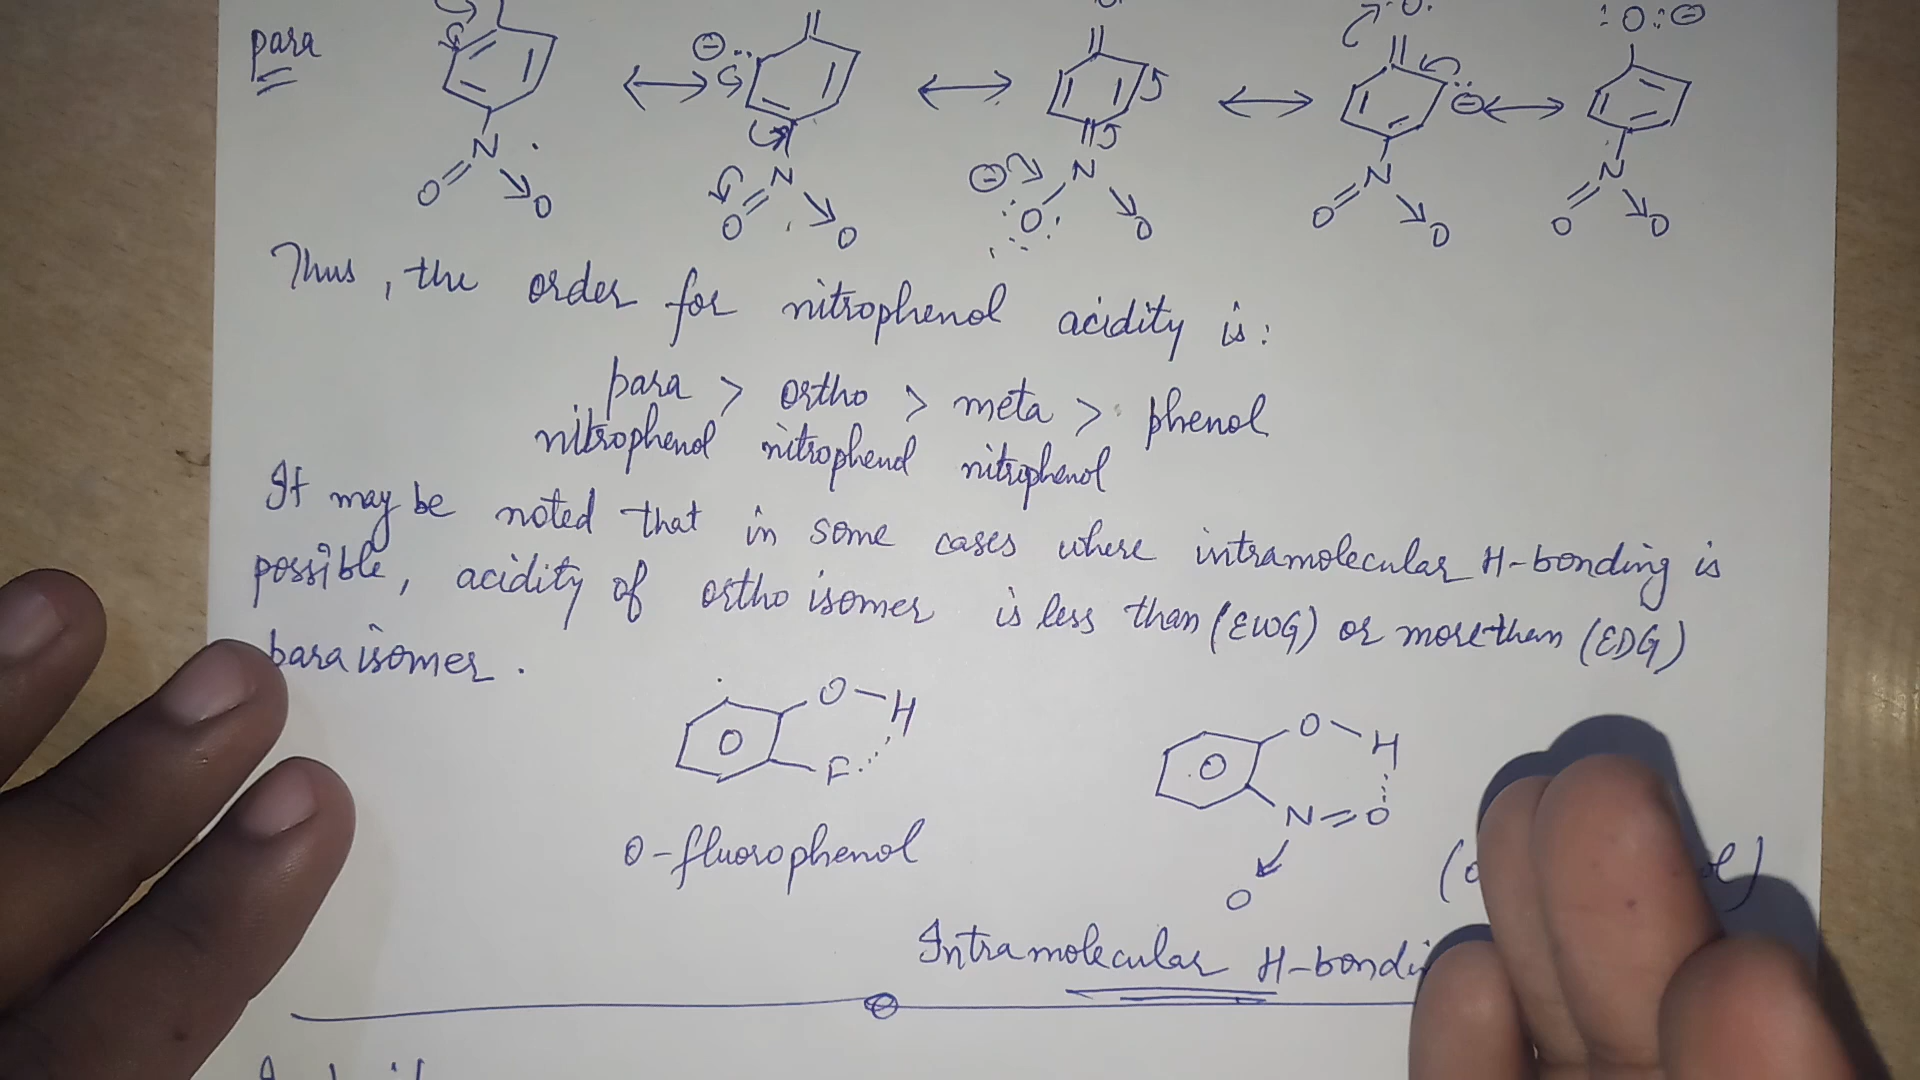 para
Thus, the order for nitrophenol acidity is:
para > ortho > meta > phenol
nitrophenol nitrophenol nitrophenol
It may be noted that in some cases where intramolecular H-bonding is
possible, acidity of ortho isomer is less than (EWG) or more than (EDG)
para isomer.
O-H
F
O-H
N=O
O
o-fluorophenol
Intramolecular H-bondi